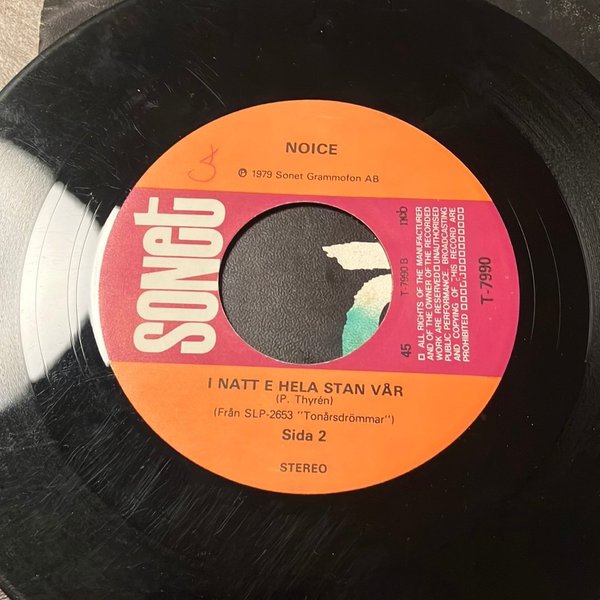 NOICE
℗ 1979 Sonet Grammofon AB
sonet
45
T-7990 B
ncb
□ ALL RIGHTS OF THE MANUFACTURER
AND OF THE OWNER OF THE RECORDED
WORK ARE RESERVED □ UNAUTHORISED
PUBLIC PERFORMANCE, BROADCASTING
AND COPYING OF THIS RECORD ARE
PROHIBITED □□□□□□□□□□□□
T-7990
I NATT E HELA STAN VÅR
(P. Thyrén)
(Från SLP-2653 "Tonårsdrömmar")
Sida 2
STEREO